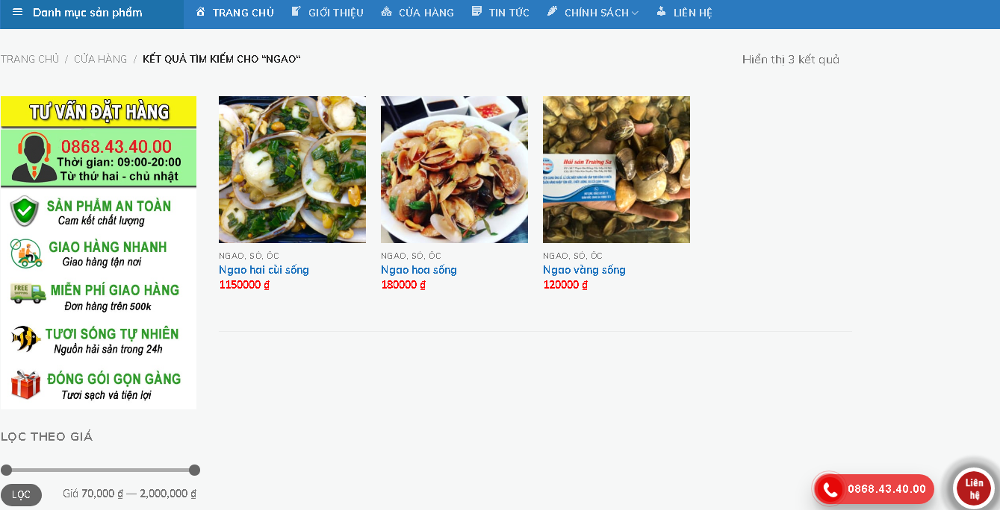 Danh mục sản phẩm
TRANG CHỦ
GIỚI THIỆU
CỬA HÀNG
TIN TỨC
CHÍNH SÁCH
LIÊN HỆ
TRANG CHỦ / CỬA HÀNG / KẾT QUẢ TÌM KIẾM CHO “NGAO“
Hiển thị 3 kết quả
TƯ VẤN ĐẶT HÀNG
0868.43.40.00
Thời gian: 09:00-20:00
Từ thứ hai - chủ nhật
SẢN PHẨM AN TOÀN
Cam kết chất lượng
GIAO HÀNG NHANH
Giao hàng tận nơi
FREE
MIỄN PHÍ GIAO HÀNG
Đơn hàng trên 500k
TƯƠI SỐNG TỰ NHIÊN
Nguồn hải sản trong 24h
ĐÓNG GÓI GỌN GÀNG
Tươi sạch và tiện lợi
Hải sản Trường Sa
NGAO, SÒ, ỐC
Ngao hai cùi sống
1150000 ₫
NGAO, SÒ, ỐC
Ngao hoa sống
180000 ₫
NGAO, SÒ, ỐC
Ngao vàng sống
120000 ₫
LỌC THEO GIÁ
LỌC
Giá 70,000 ₫ — 2,000,000 ₫
0868.43.40.00
Liên
hệ